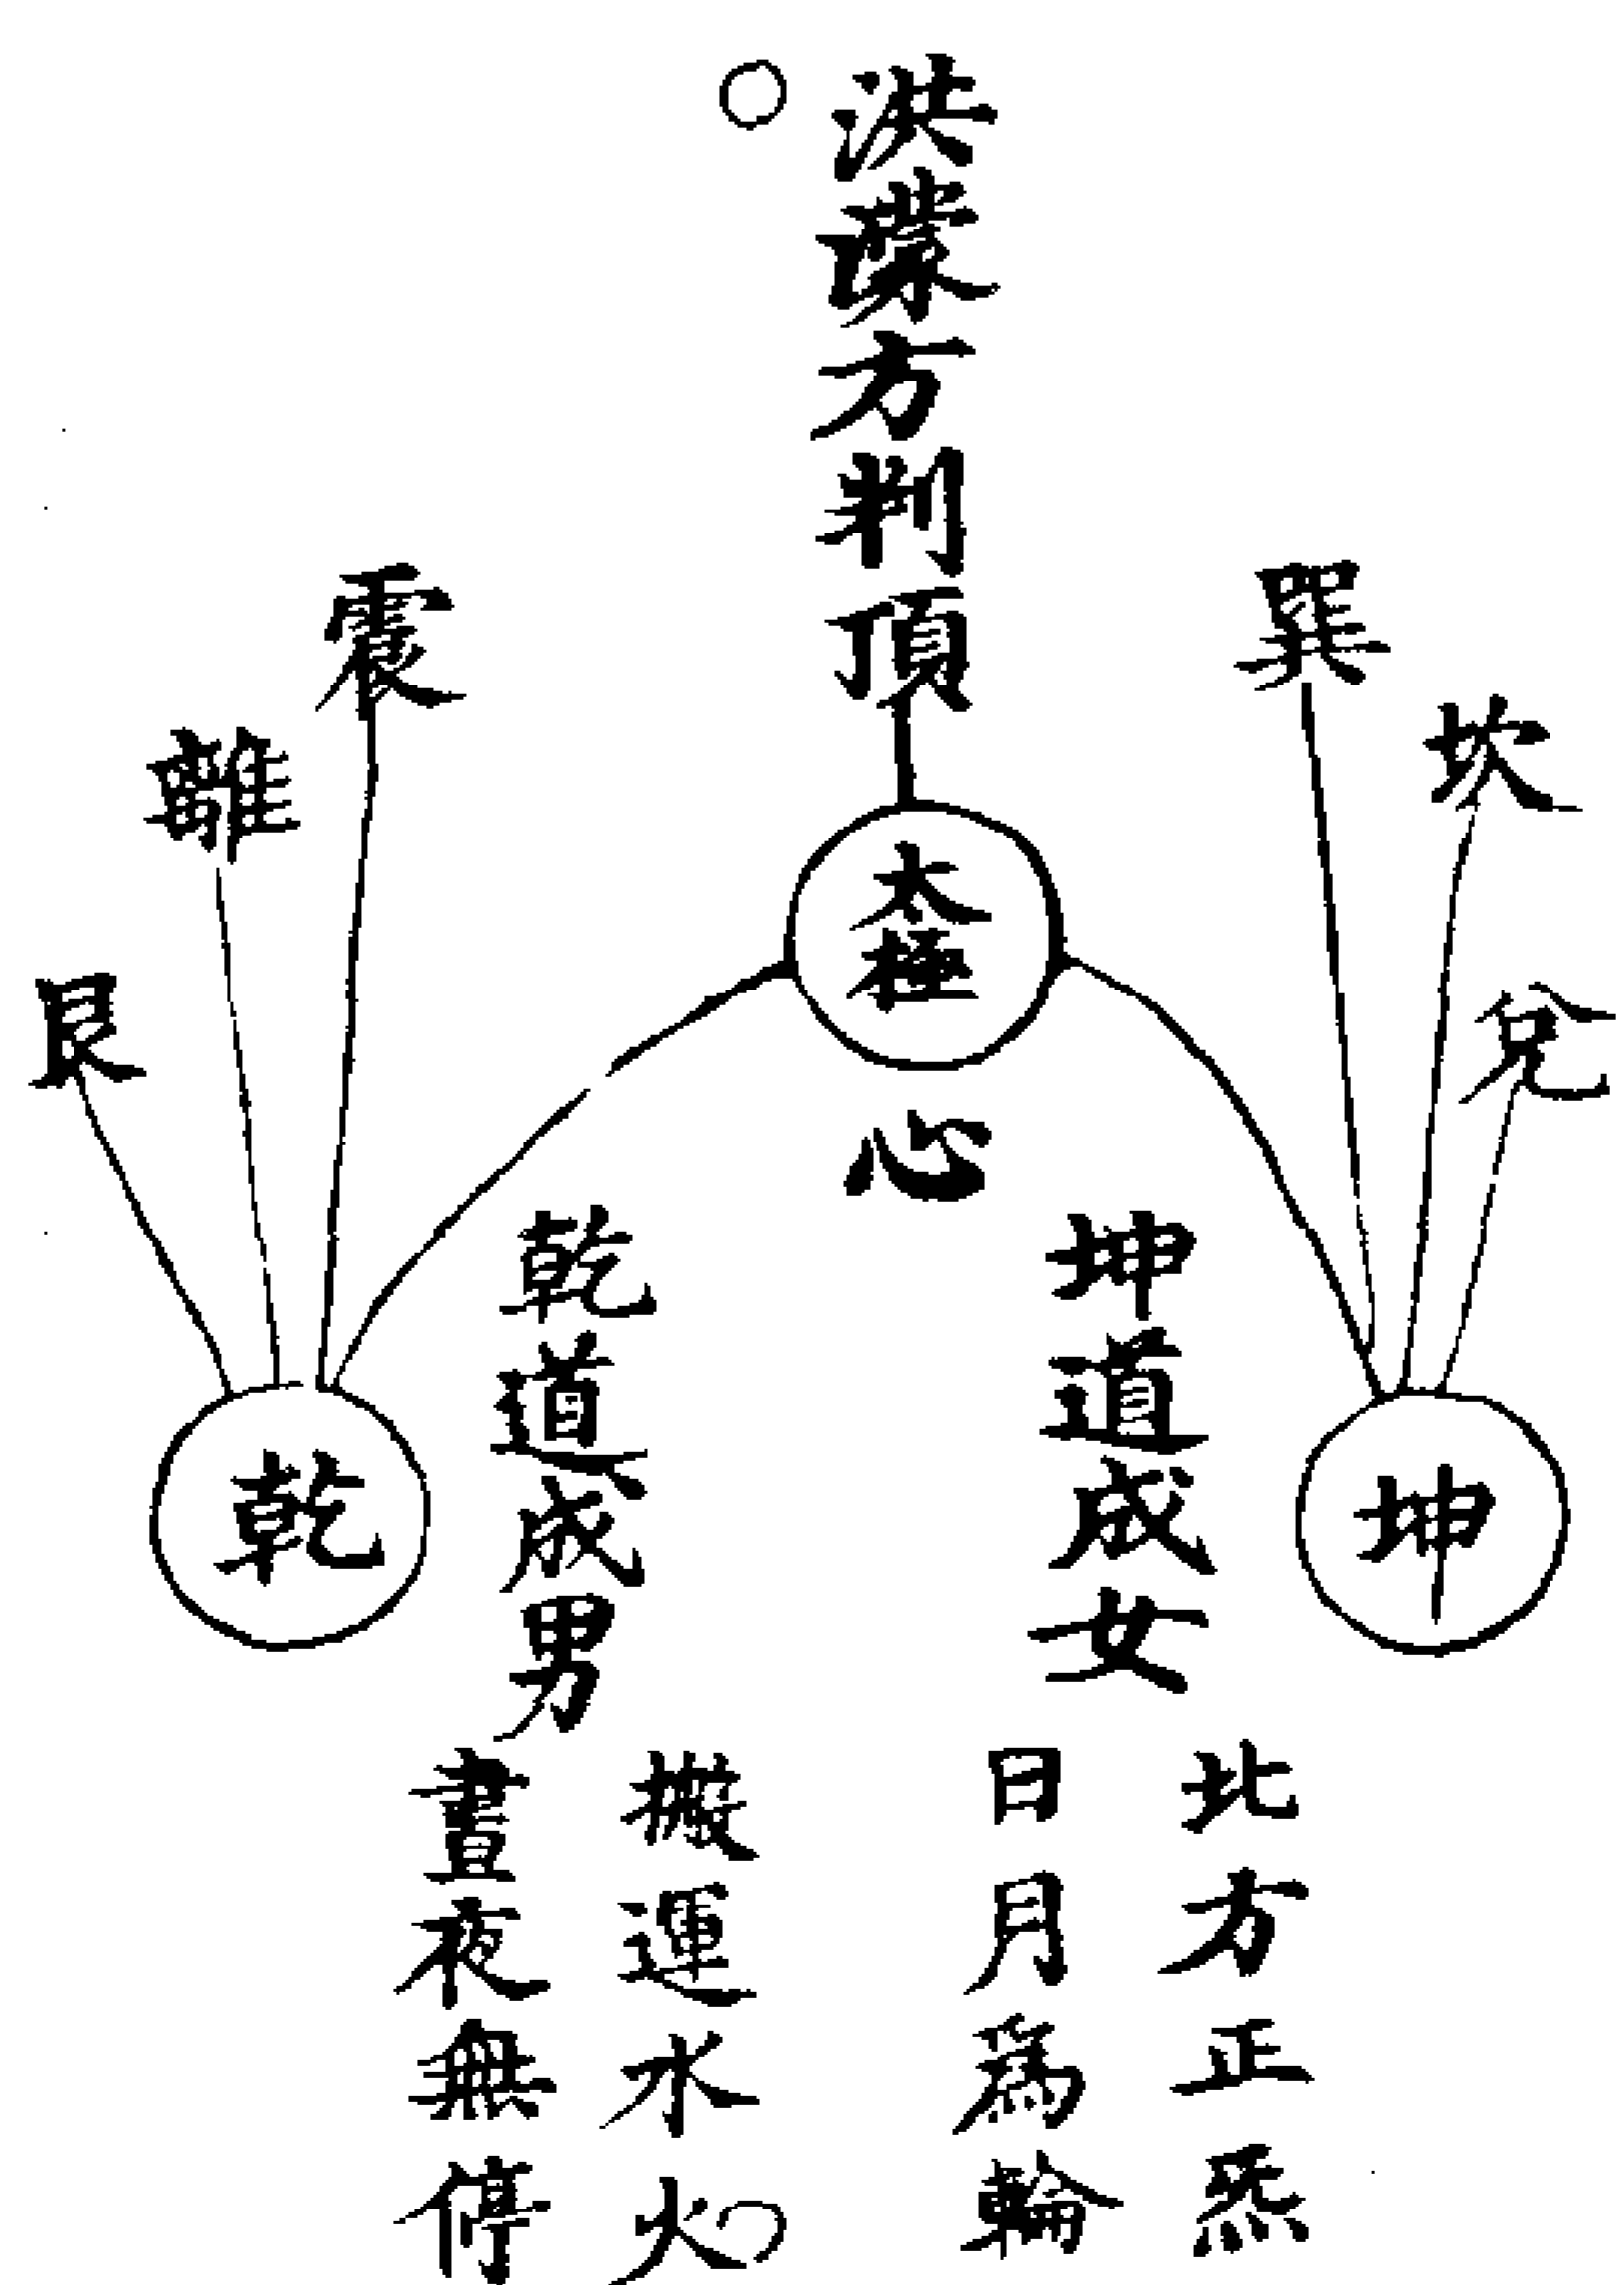 洪濛方判頂
太極
心
巽
坎
兌
坤
坤道成女
震
離
艮
乾
乾道成男
北方正炁
日月為輪
搬運水火
晝夜無停